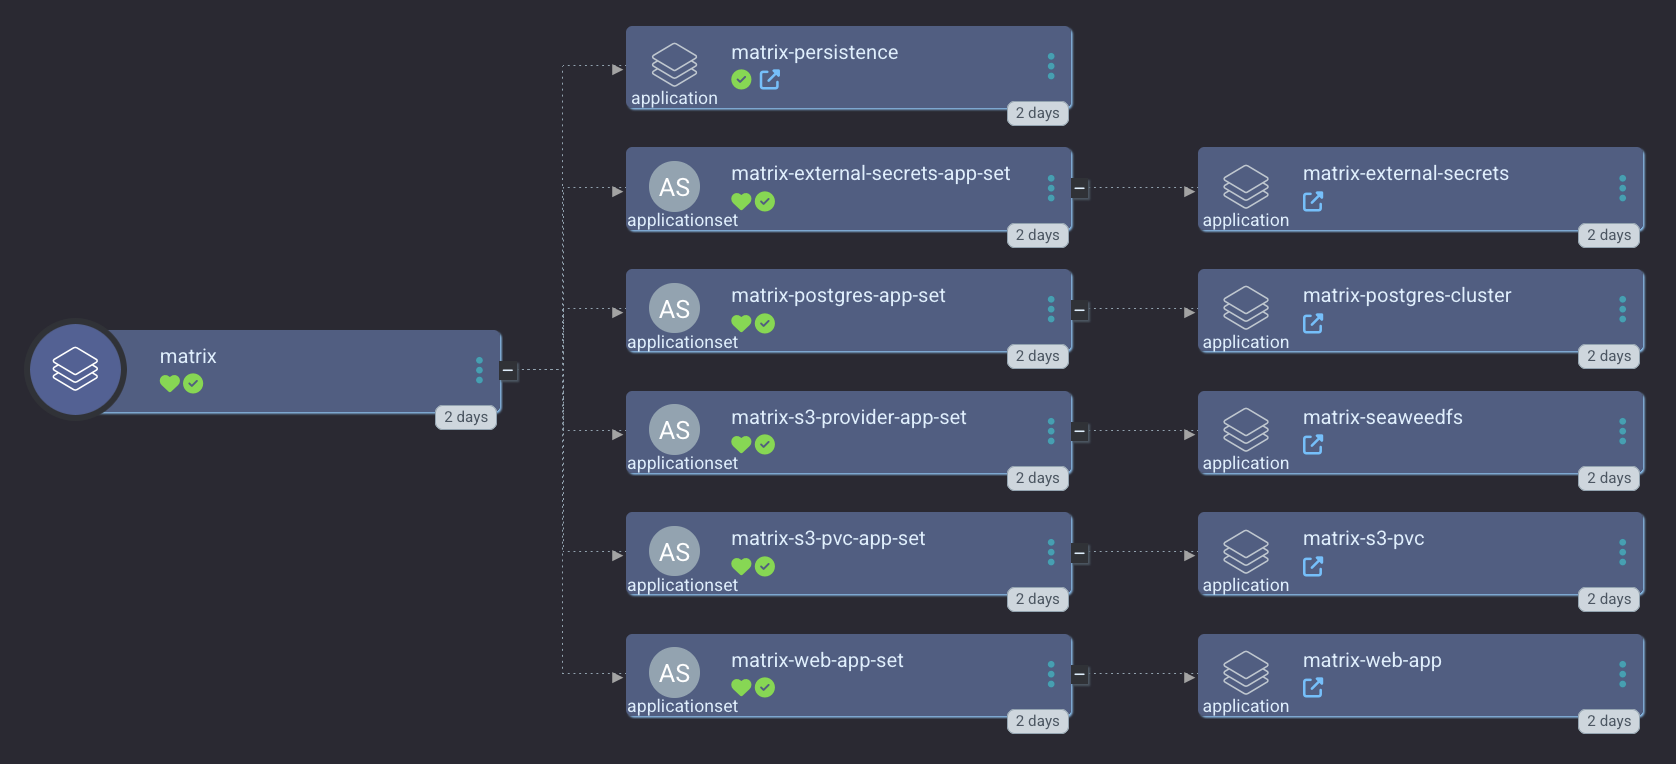 matrix
2 days
matrix-persistence
application
2 days
AS
matrix-external-secrets-app-set
applicationset
2 days
matrix-external-secrets
application
2 days
AS
matrix-postgres-app-set
applicationset
2 days
matrix-postgres-cluster
application
2 days
AS
matrix-s3-provider-app-set
applicationset
2 days
matrix-seaweedfs
application
2 days
AS
matrix-s3-pvc-app-set
applicationset
2 days
matrix-s3-pvc
application
2 days
AS
matrix-web-app-set
applicationset
2 days
matrix-web-app
application
2 days